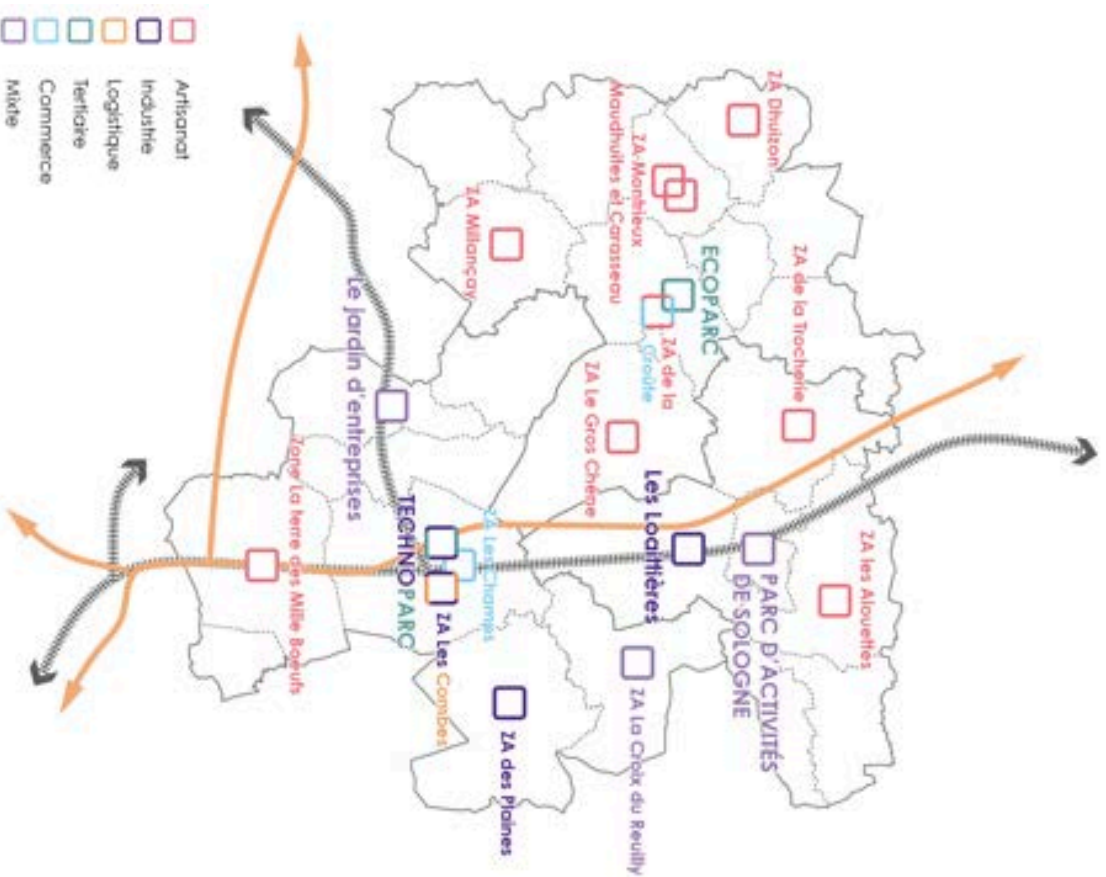 ZA les Alouettes
PARC D'ACTIVITÉS
DE SOLOGNE
ZA de la Trocherie
ZA Dhuizon
ECOPARC
ZA de la
Croûte
Les Loaittières
ZA La Croix du Reuilly
ZA-Montrieux
Maudhuites et Carasseau
ZA Le Gros Chêne
ZA des Plaines
ZA Les Champs
ZA Millançay
ZA Les Combes
TECHNOPARC
Le jardin d'entreprises
Zone La terre des Mille Boeufs
Artisanat
Industrie
Logistique
Tertiaire
Commerce
Mixte